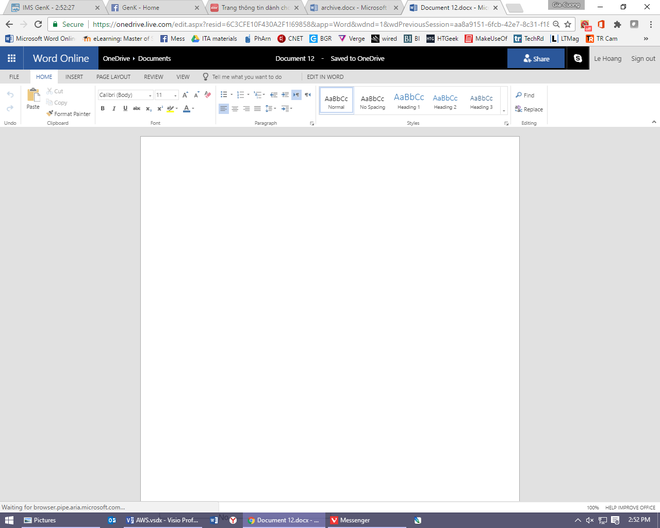 IMS GenK - 2:52:27
GenK - Home
Trang thông tin dành ch
archive.docx - Microsoft
Document 12.docx - Mic
Secure
https://onedrive.live.com/edit.aspx?resid=6C3CFE10F430A2F1!69858&app=Word&wdnd=1&wdPreviousSession=aa8a9151-6fcb-42e7-8c31-f1
Microsoft Word Onlin
eLearning: Master of
Mess
ITA materials
PhArn
CNET
BGR
Verge
wired
BI
HTGeek
MakeUseOf
TechRd
LTMag
TR Cam
»
Word Online
OneDrive
Documents
Document 12 - Saved to OneDrive
Share
Le Hoang
Sign out
FILE HOME INSERT PAGE LAYOUT REVIEW VIEW
Tell me what you want to do
EDIT IN WORD
Paste
Cut
Copy
Format Painter
Calibri (Body)
11
B I U abc x₂ x²
AaBbCc
Normal
AaBbCc
No Spacing
AaBbCc
Heading 1
AaBbCc
Heading 2
AaBbCc
Heading 3
Find
Replace
Undo
Clipboard
Font
Paragraph
Styles
Editing
Waiting for browser.pipe.aria.microsoft.com...
100%
HELP IMPROVE OFFICE
Pictures
AWS.vsdx - Visio Prof...
Document 12.docx - ...
Messenger
2:52 PM